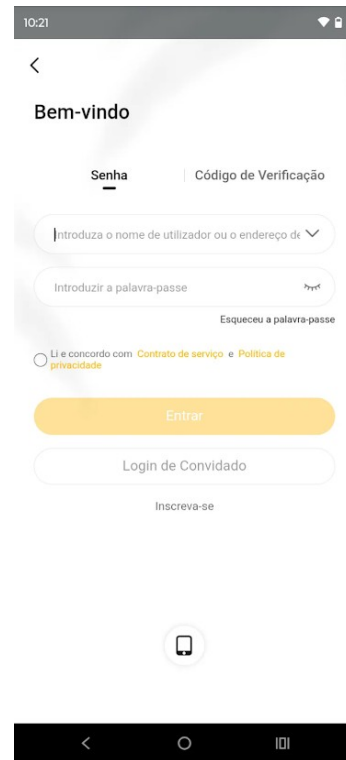 10:21
Bem-vindo
Senha
Código de Verificação
Introduza o nome de utilizador ou o endereço de
Introduzir a palavra-passe
Esqueceu a palavra-passe
Li e concordo com Contrato de serviço e Política de
privacidade
Entrar
Login de Convidado
Inscreva-se